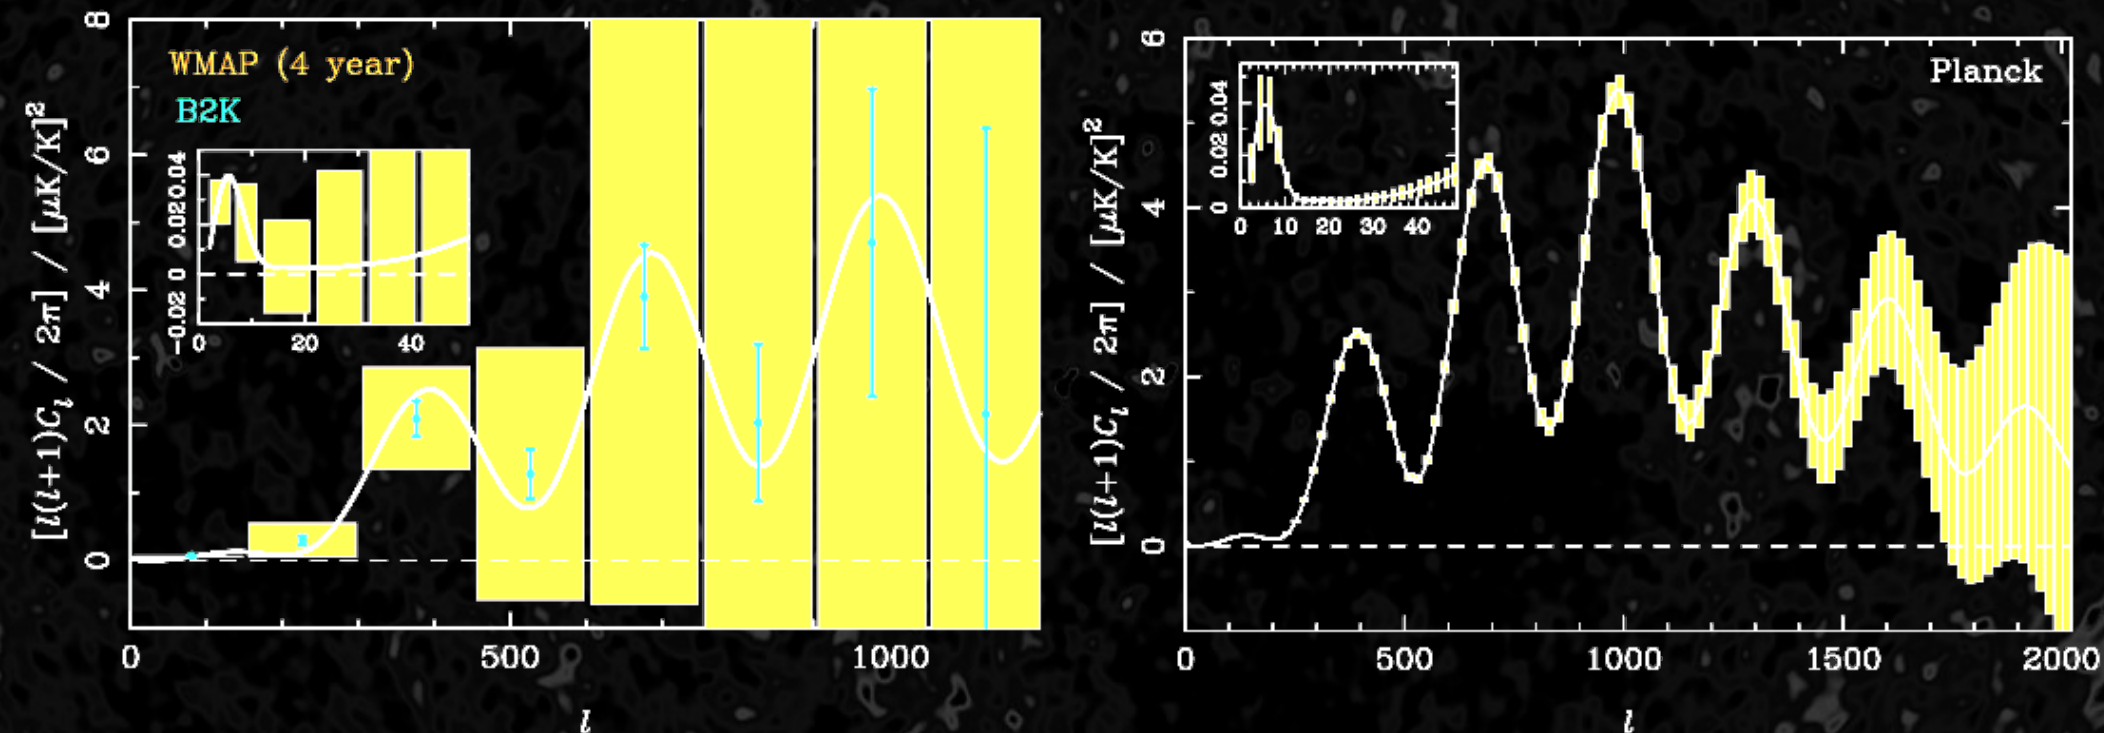 8
6
4
2
0
[l(l+1)C_l / 2π] / [μK/K]²
WMAP (4 year)
B2K
0.04
0.02
0
-0.02
0 20 40
0 500 1000
l
6
4
2
0
[l(l+1)C_l / 2π] / [μK/K]²
Planck
0.04
0.02
0
0 10 20 30 40
0 500 1000 1500 2000
l